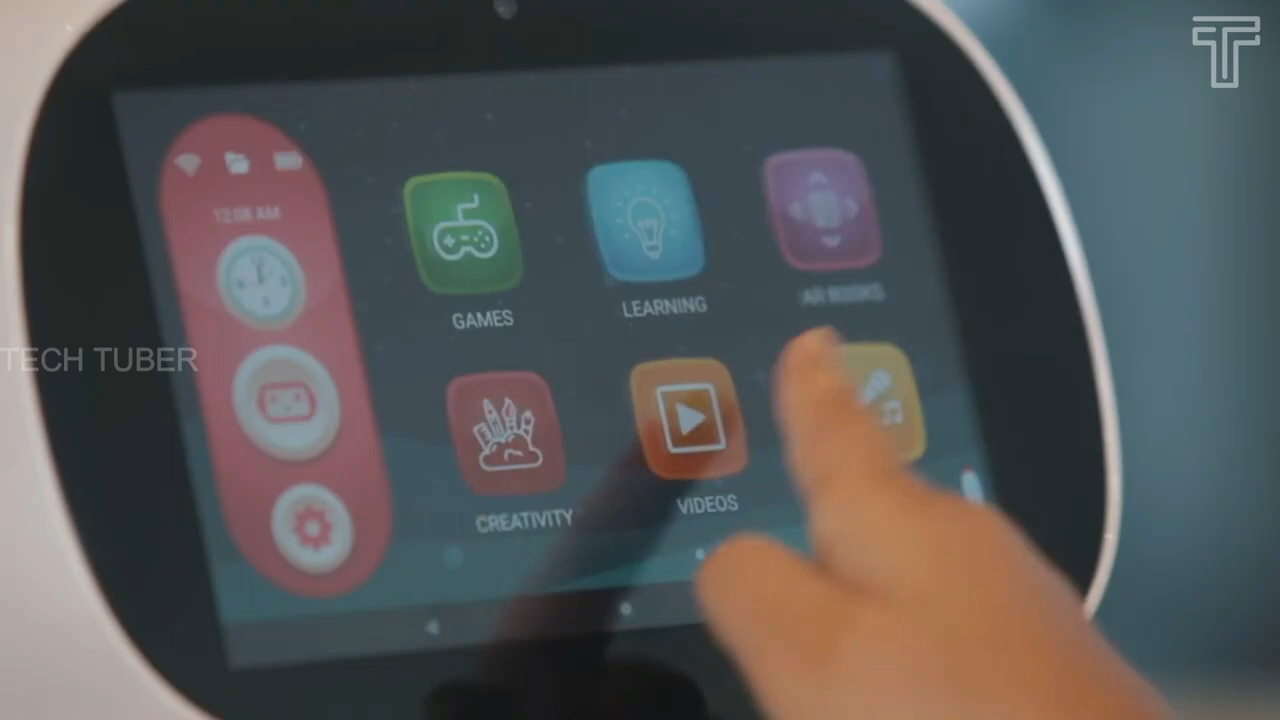 12:08 AM
GAMES
LEARNING
AR BOOKS
TECH TUBER
CREATIVITY
VIDEOS